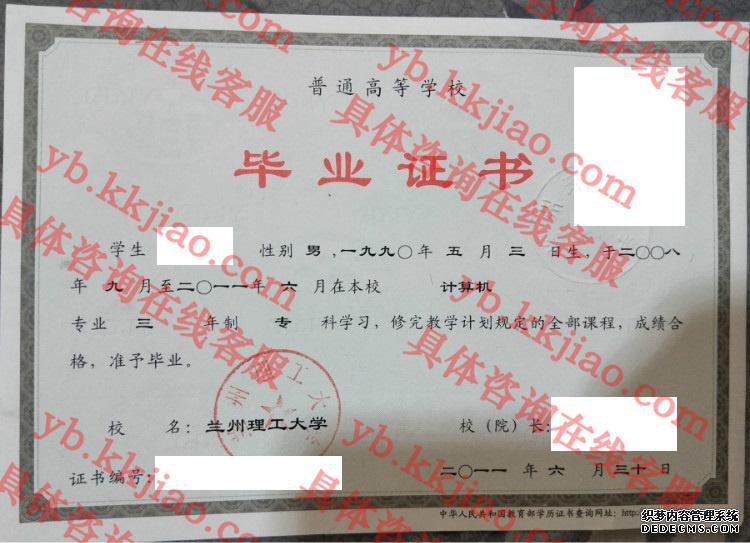 普通高等学校
毕业证书
学生 性别 男 ,一九九〇年 五 月 三 日生, 于二〇〇八
年 九 月至二〇一一年 六 月在本校 计算机
专业 三 年制 专 科学习, 修完教学计划规定的全部课程, 成绩合
格, 准予毕业。
校 名: 兰州理工大学 校(院)长:
证书编号:
二〇一一 年 六 月 三十 日
中华人民共和国教育部学历证书查询网址: http:
yb.kkjiao.com
具体咨询在线客服
织梦内容管理系统
DEDECMS.COM